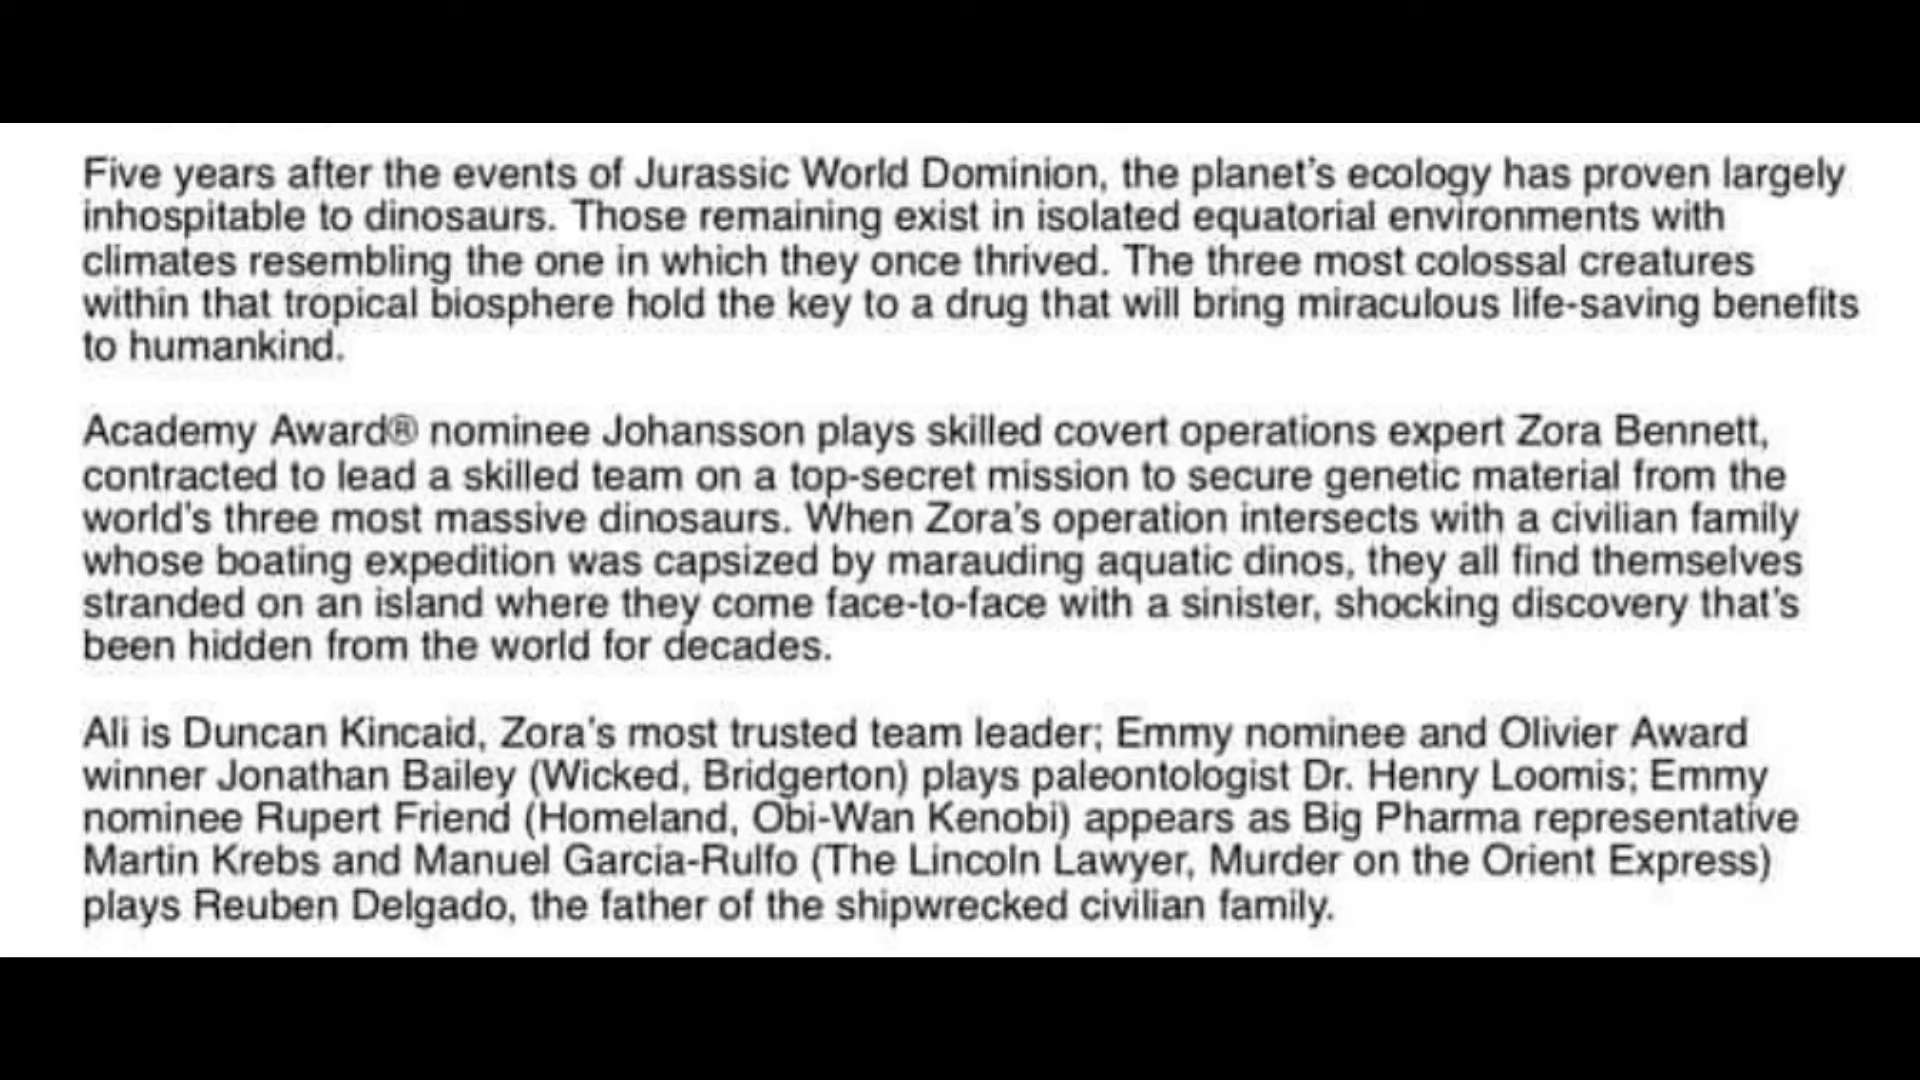 Five years after the events of Jurassic World Dominion, the planet's ecology has proven largely
inhospitable to dinosaurs. Those remaining exist in isolated equatorial environments with
climates resembling the one in which they once thrived. The three most colossal creatures
within that tropical biosphere hold the key to a drug that will bring miraculous life-saving benefits
to humankind.
Academy Award® nominee Johansson plays skilled covert operations expert Zora Bennett,
contracted to lead a skilled team on a top-secret mission to secure genetic material from the
world's three most massive dinosaurs. When Zora's operation intersects with a civilian family
whose boating expedition was capsized by marauding aquatic dinos, they all find themselves
stranded on an island where they come face-to-face with a sinister, shocking discovery that's
been hidden from the world for decades.
Ali is Duncan Kincaid, Zora's most trusted team leader; Emmy nominee and Olivier Award
winner Jonathan Bailey (Wicked, Bridgerton) plays paleontologist Dr. Henry Loomis; Emmy
nominee Rupert Friend (Homeland, Obi-Wan Kenobi) appears as Big Pharma representative
Martin Krebs and Manuel Garcia-Rulfo (The Lincoln Lawyer, Murder on the Orient Express)
plays Reuben Delgado, the father of the shipwrecked civilian family.